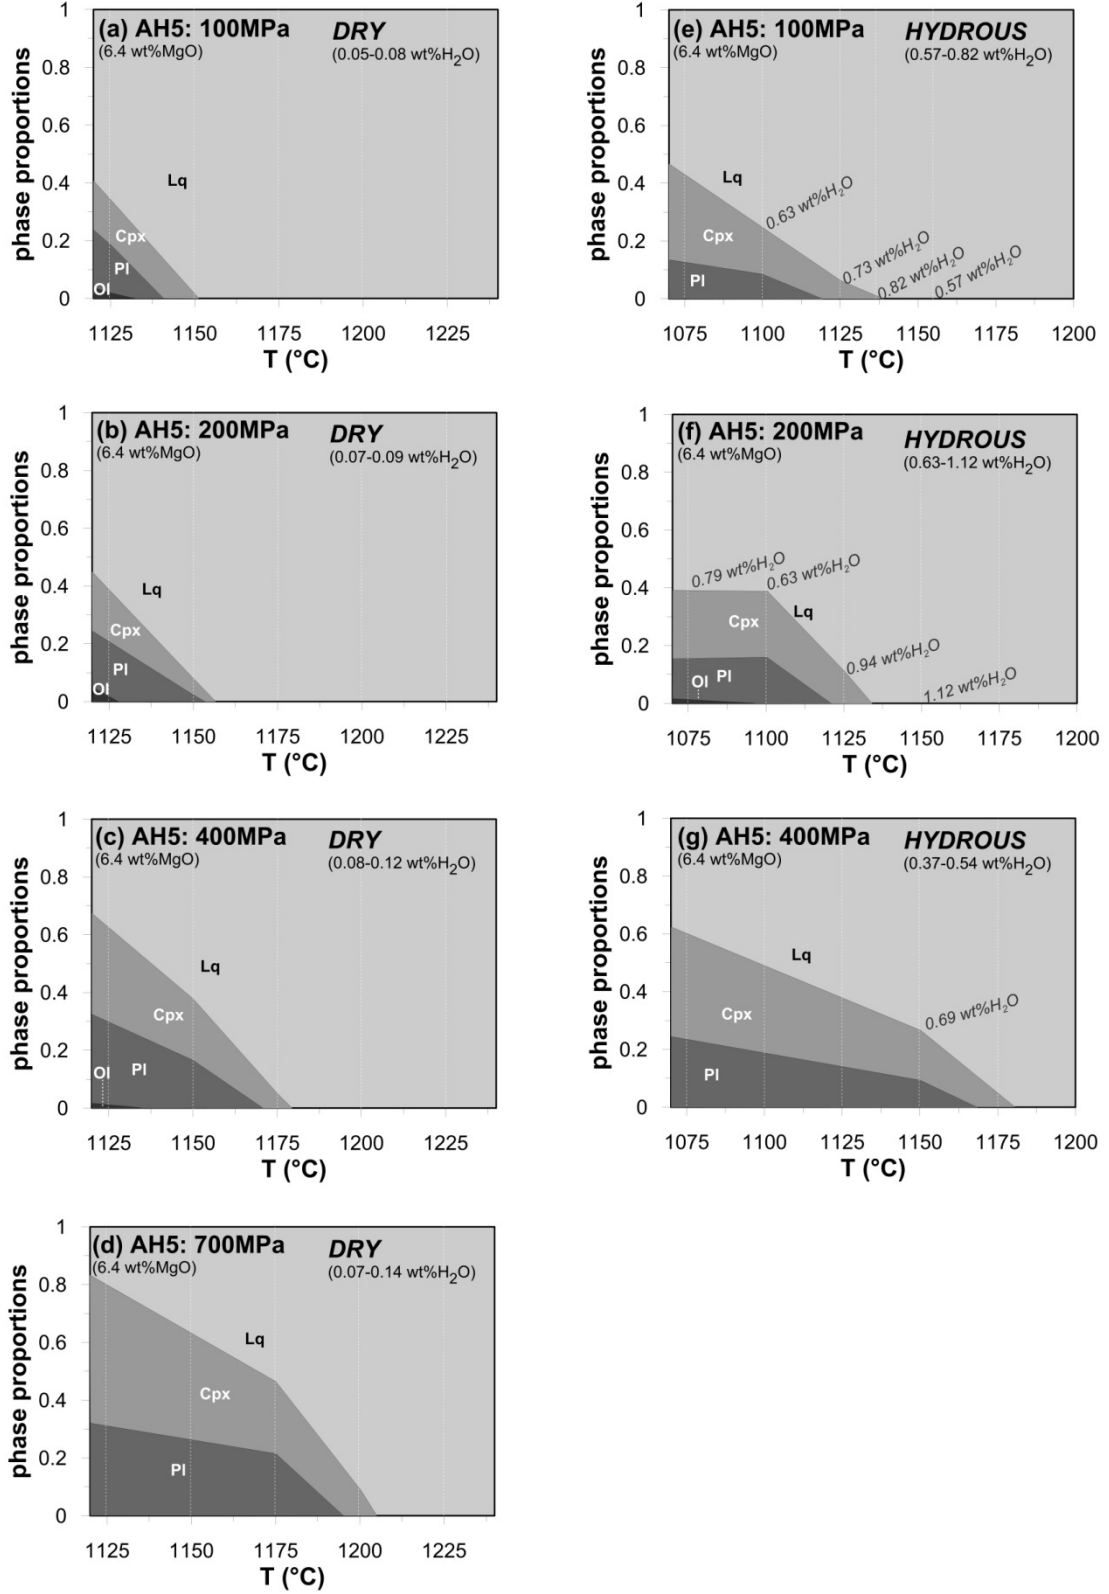 (a) AH5: 100MPa DRY
(6.4 wt%MgO) (0.05-0.08 wt%H₂O)
phase proportions
1
0.8
0.6
0.4
0.2
0
Lq
Cpx
Pl
Ol
1125 1150 1175 1200 1225
T (°C)
(e) AH5: 100MPa HYDROUS
(6.4 wt%MgO) (0.57-0.82 wt%H₂O)
phase proportions
1
0.8
0.6
0.4
0.2
0
Lq
0.63 wt%H₂O
Cpx
0.73 wt%H₂O
0.82 wt%H₂O
0.57 wt%H₂O
Pl
1075 1100 1125 1150 1175 1200
T (°C)
(b) AH5: 200MPa DRY
(6.4 wt%MgO) (0.07-0.09 wt%H₂O)
phase proportions
1
0.8
0.6
0.4
0.2
0
Lq
Cpx
Pl
Ol
1125 1150 1175 1200 1225
T (°C)
(f) AH5: 200MPa HYDROUS
(6.4 wt%MgO) (0.63-1.12 wt%H₂O)
phase proportions
1
0.8
0.6
0.4
0.2
0
0.79 wt%H₂O
0.63 wt%H₂O
Lq
Cpx
0.94 wt%H₂O
Ol Pl
1.12 wt%H₂O
1075 1100 1125 1150 1175 1200
T (°C)
(c) AH5: 400MPa DRY
(6.4 wt%MgO) (0.08-0.12 wt%H₂O)
phase proportions
1
0.8
0.6
0.4
0.2
0
Lq
Cpx
Ol Pl
1125 1150 1175 1200 1225
T (°C)
(g) AH5: 400MPa HYDROUS
(6.4 wt%MgO) (0.37-0.54 wt%H₂O)
phase proportions
1
0.8
0.6
0.4
0.2
0
Lq
Cpx
0.69 wt%H₂O
Pl
1075 1100 1125 1150 1175 1200
T (°C)
(d) AH5: 700MPa DRY
(6.4 wt%MgO) (0.07-0.14 wt%H₂O)
phase proportions
1
0.8
0.6
0.4
0.2
0
Lq
Cpx
Pl
1125 1150 1175 1200 1225
T (°C)